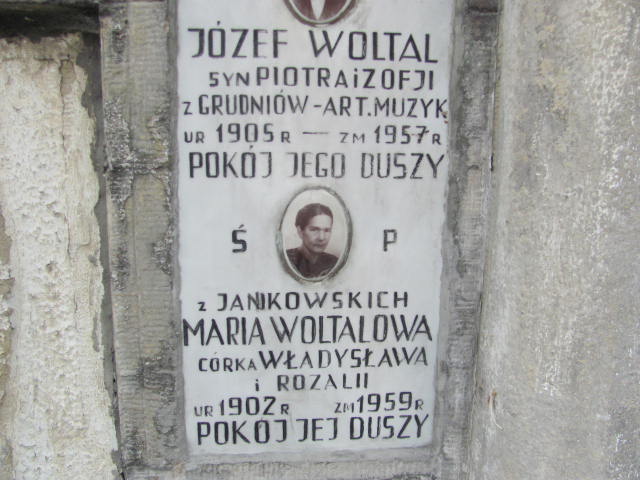 JÓZEF WOLTAL
SYN PIOTRA i ZOFJI
Z GRUDNIÓW - ART. MUZYK
UR 1905 R — ZM 1957 R
POKÓJ JEGO DUSZY
Ś P
Z JANIKOWSKICH
MARIA WOLTALOWA
CÓRKA WŁADYSŁAWA
i ROZALII
UR 1902 R ZM 1959 R
POKÓJ JEJ DUSZY